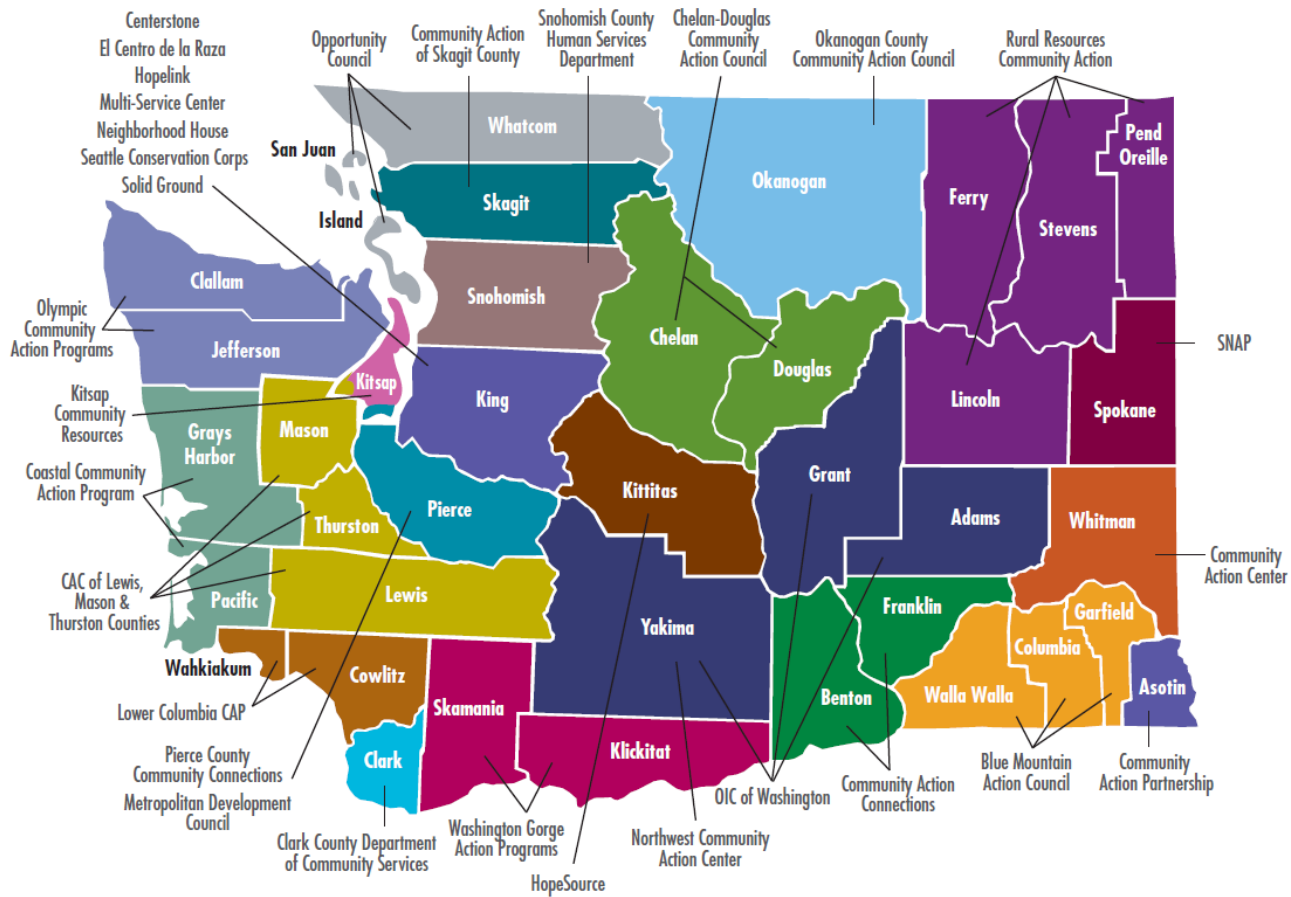 Centerstone
El Centro de la Raza
Hopelink
Multi-Service Center
Neighborhood House
Seattle Conservation Corps
Solid Ground
Opportunity
Council
Community Action
of Skagit County
Snohomish County
Human Services
Department
Chelan-Douglas
Community
Action Council
Okanogan County
Community Action Council
Rural Resources
Community Action
Whatcom
San Juan
Skagit
Island
Okanogan
Ferry
Stevens
Pend
Oreille
Clallam
Snohomish
Olympic
Community
Action Programs
Jefferson
Chelan
Douglas
SNAP
Kitsap
King
Lincoln
Spokane
Kitsap
Community
Resources
Grays
Harbor
Mason
Coastal Community
Action Program
Kittitas
Grant
Pierce
Thurston
Adams
Whitman
Community
Action Center
CAC of Lewis,
Mason &
Thurston Counties
Pacific
Lewis
Yakima
Franklin
Garfield
Columbia
Wahkiakum
Cowlitz
Skamania
Benton
Walla Walla
Asotin
Lower Columbia CAP
Clark
Klickitat
Pierce County
Community Connections
Metropolitan Development
Council
Clark County Department
of Community Services
Washington Gorge
Action Programs
HopeSource
Northwest Community
Action Center
OIC of Washington
Community Action
Connections
Blue Mountain
Action Council
Community
Action Partnership